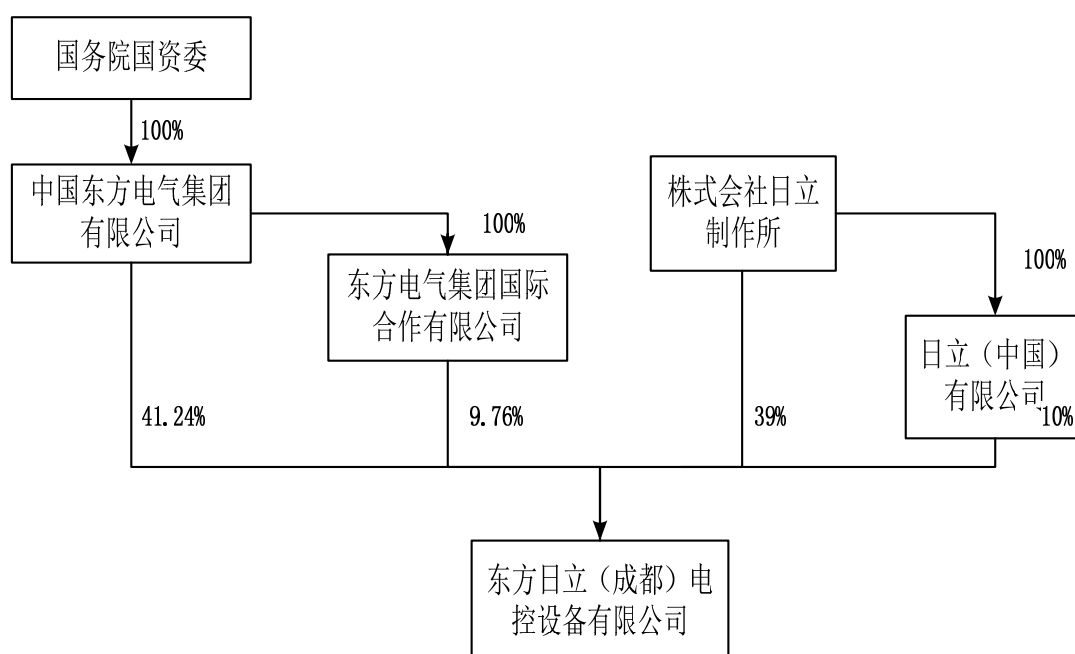 国务院国资委
100%
中国东方电气集团
有限公司
100%
东方电气集团国际
合作有限公司
株式会社日立
制作所
100%
日立（中国）
有限公司
41.24%
9.76%
39%
10%
东方日立（成都）电
控设备有限公司